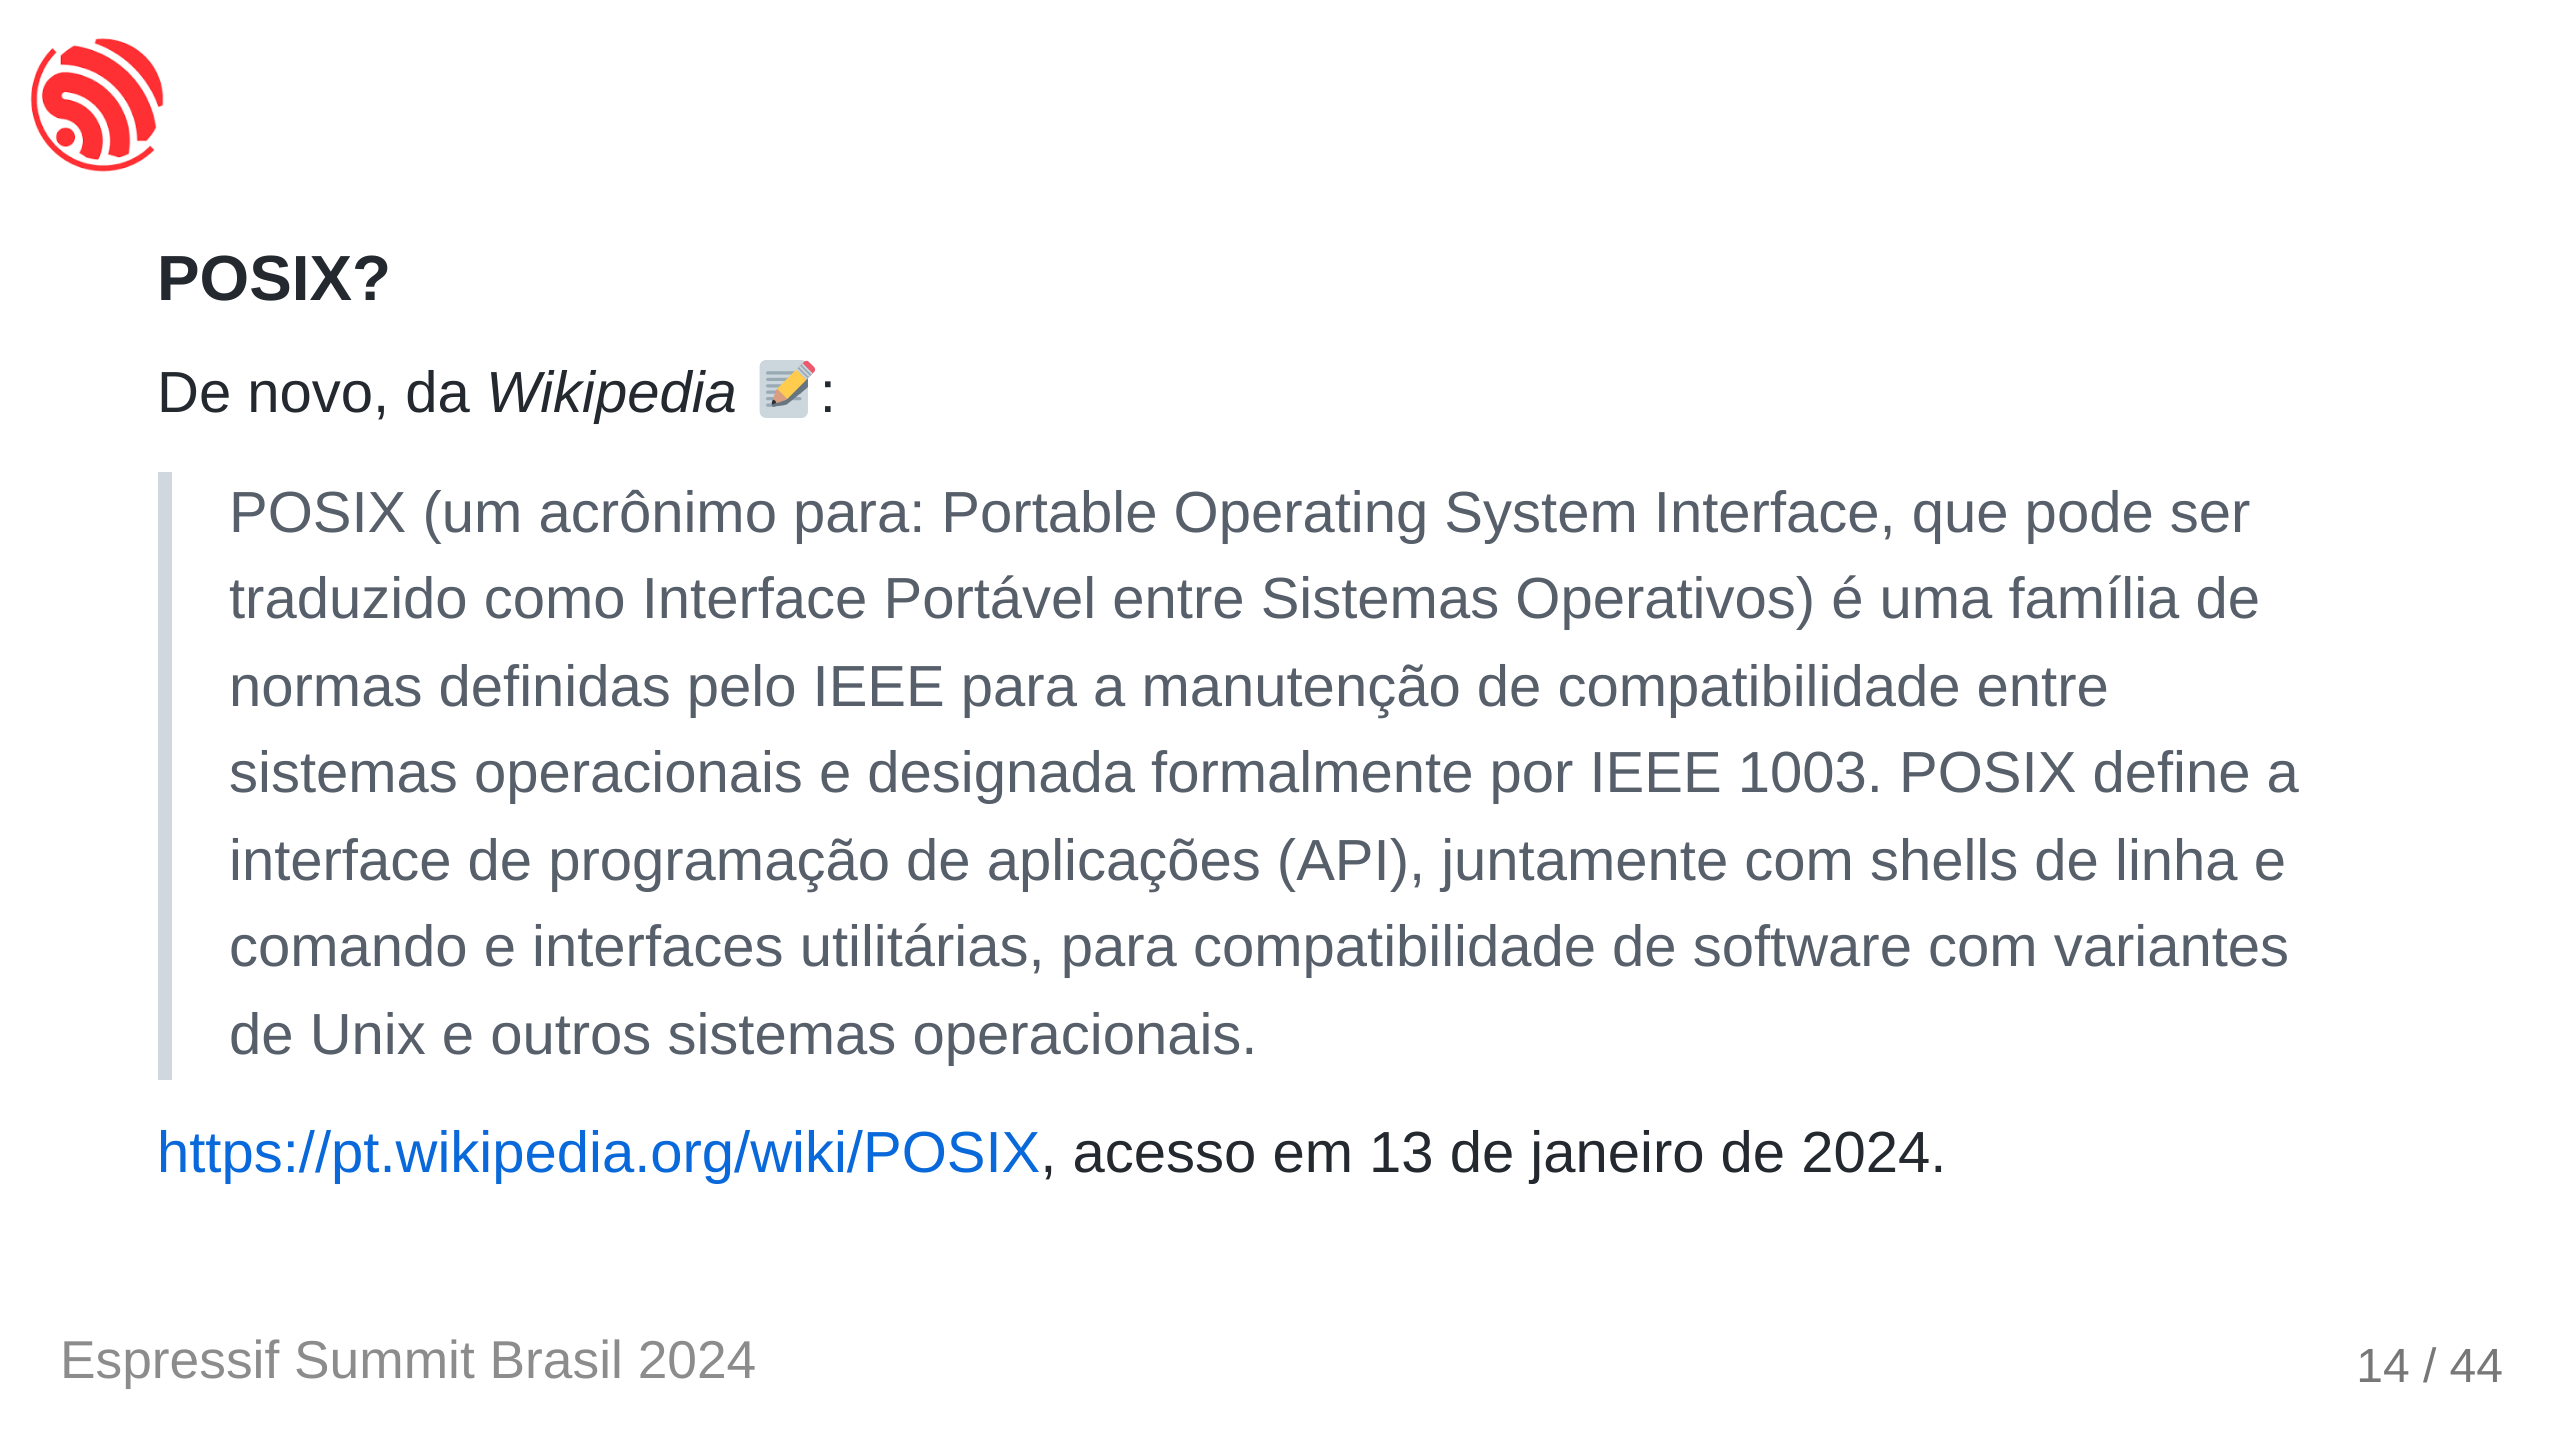 POSIX?
De novo, da Wikipedia 📝:
POSIX (um acrônimo para: Portable Operating System Interface, que pode ser
traduzido como Interface Portável entre Sistemas Operativos) é uma família de
normas definidas pelo IEEE para a manutenção de compatibilidade entre
sistemas operacionais e designada formalmente por IEEE 1003. POSIX define a
interface de programação de aplicações (API), juntamente com shells de linha e
comando e interfaces utilitárias, para compatibilidade de software com variantes
de Unix e outros sistemas operacionais.
https://pt.wikipedia.org/wiki/POSIX, acesso em 13 de janeiro de 2024.
Espressif Summit Brasil 2024
14 / 44